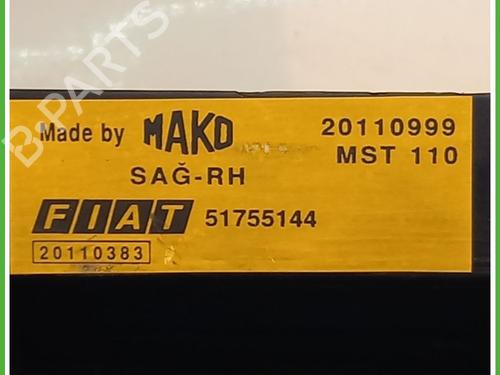 B-PARTS
Made by MAKO 20110999
MST 110
SAĞ-RH
FIAT 51755144
20110383